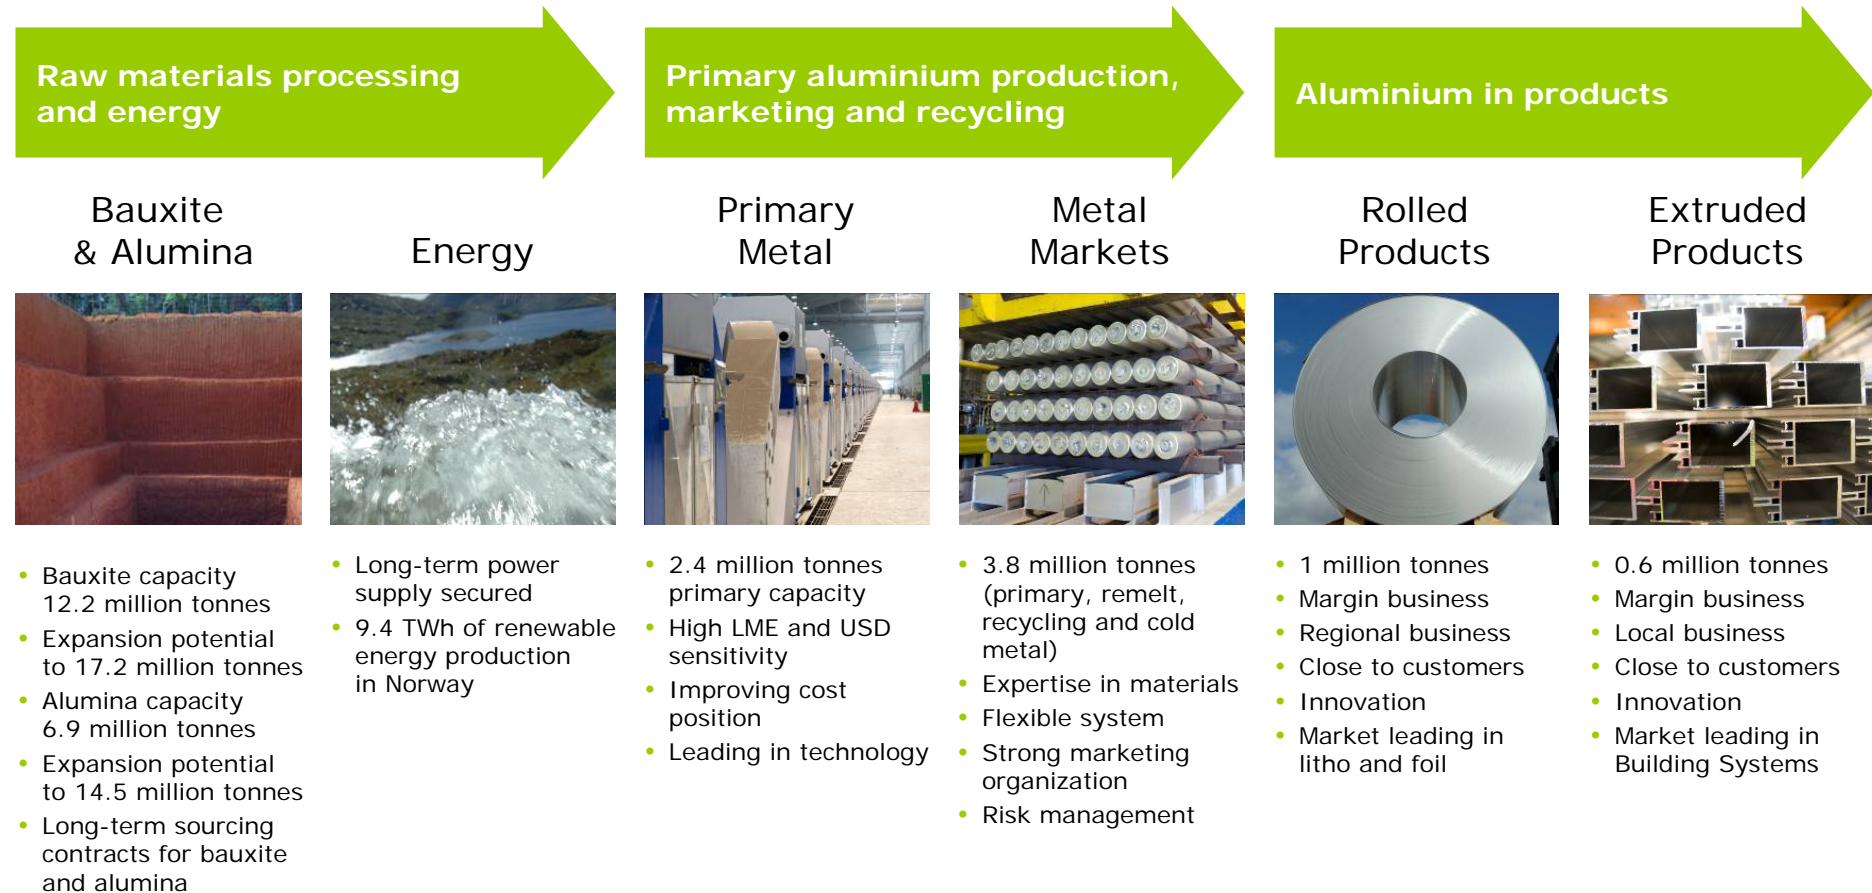 Raw materials processing
and energy
Primary aluminium production,
marketing and recycling
Aluminium in products
Bauxite
& Alumina
Energy
Primary
Metal
Metal
Markets
Rolled
Products
Extruded
Products
• Bauxite capacity
12.2 million tonnes
• Expansion potential
to 17.2 million tonnes
• Alumina capacity
6.9 million tonnes
• Expansion potential
to 14.5 million tonnes
• Long-term sourcing
contracts for bauxite
and alumina
• Long-term power
supply secured
• 9.4 TWh of renewable
energy production
in Norway
• 2.4 million tonnes
primary capacity
• High LME and USD
sensitivity
• Improving cost
position
• Leading in technology
• 3.8 million tonnes
(primary, remelt,
recycling and cold
metal)
• Expertise in materials
• Flexible system
• Strong marketing
organization
• Risk management
• 1 million tonnes
• Margin business
• Regional business
• Close to customers
• Innovation
• Market leading in
litho and foil
• 0.6 million tonnes
• Margin business
• Local business
• Close to customers
• Innovation
• Market leading in
Building Systems